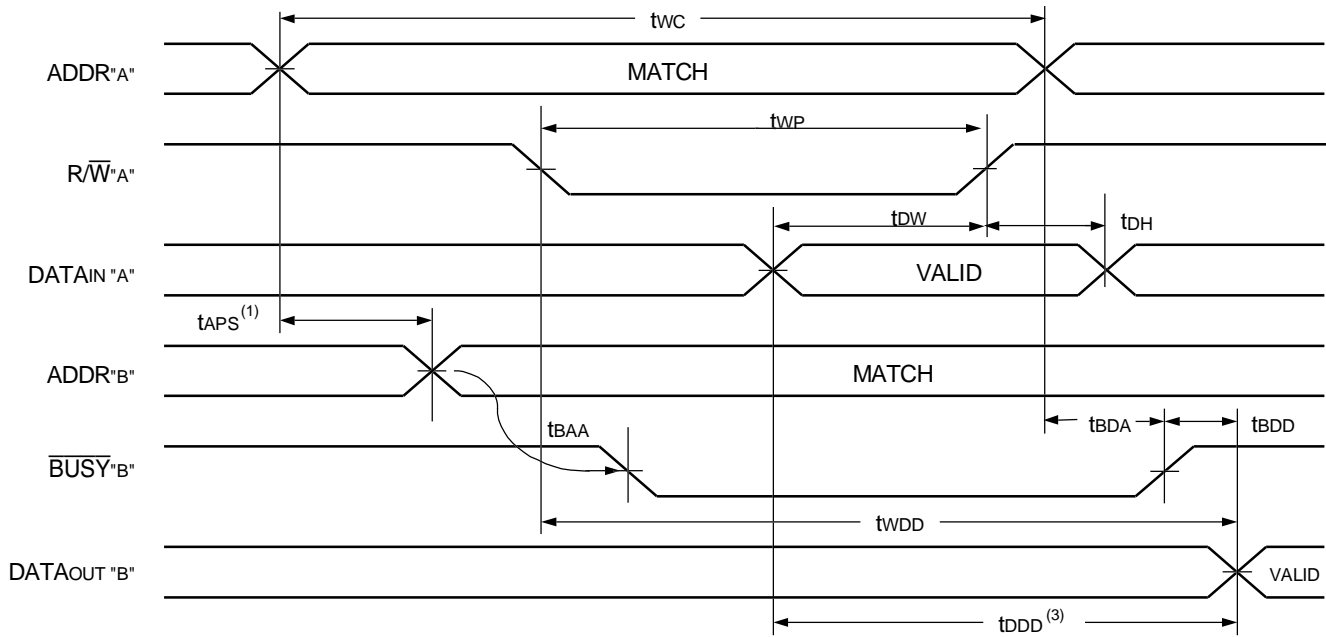 tWC
ADDR"A"
MATCH
tWP
R/W̅"A"
tDW
tDH
DATAIN "A"
VALID
tAPS(1)
ADDR"B"
MATCH
tBAA
tBDA
tBDD
B̅U̅S̅Y̅"B"
tWDD
DATAOUT "B"
VALID
tDDD(3)